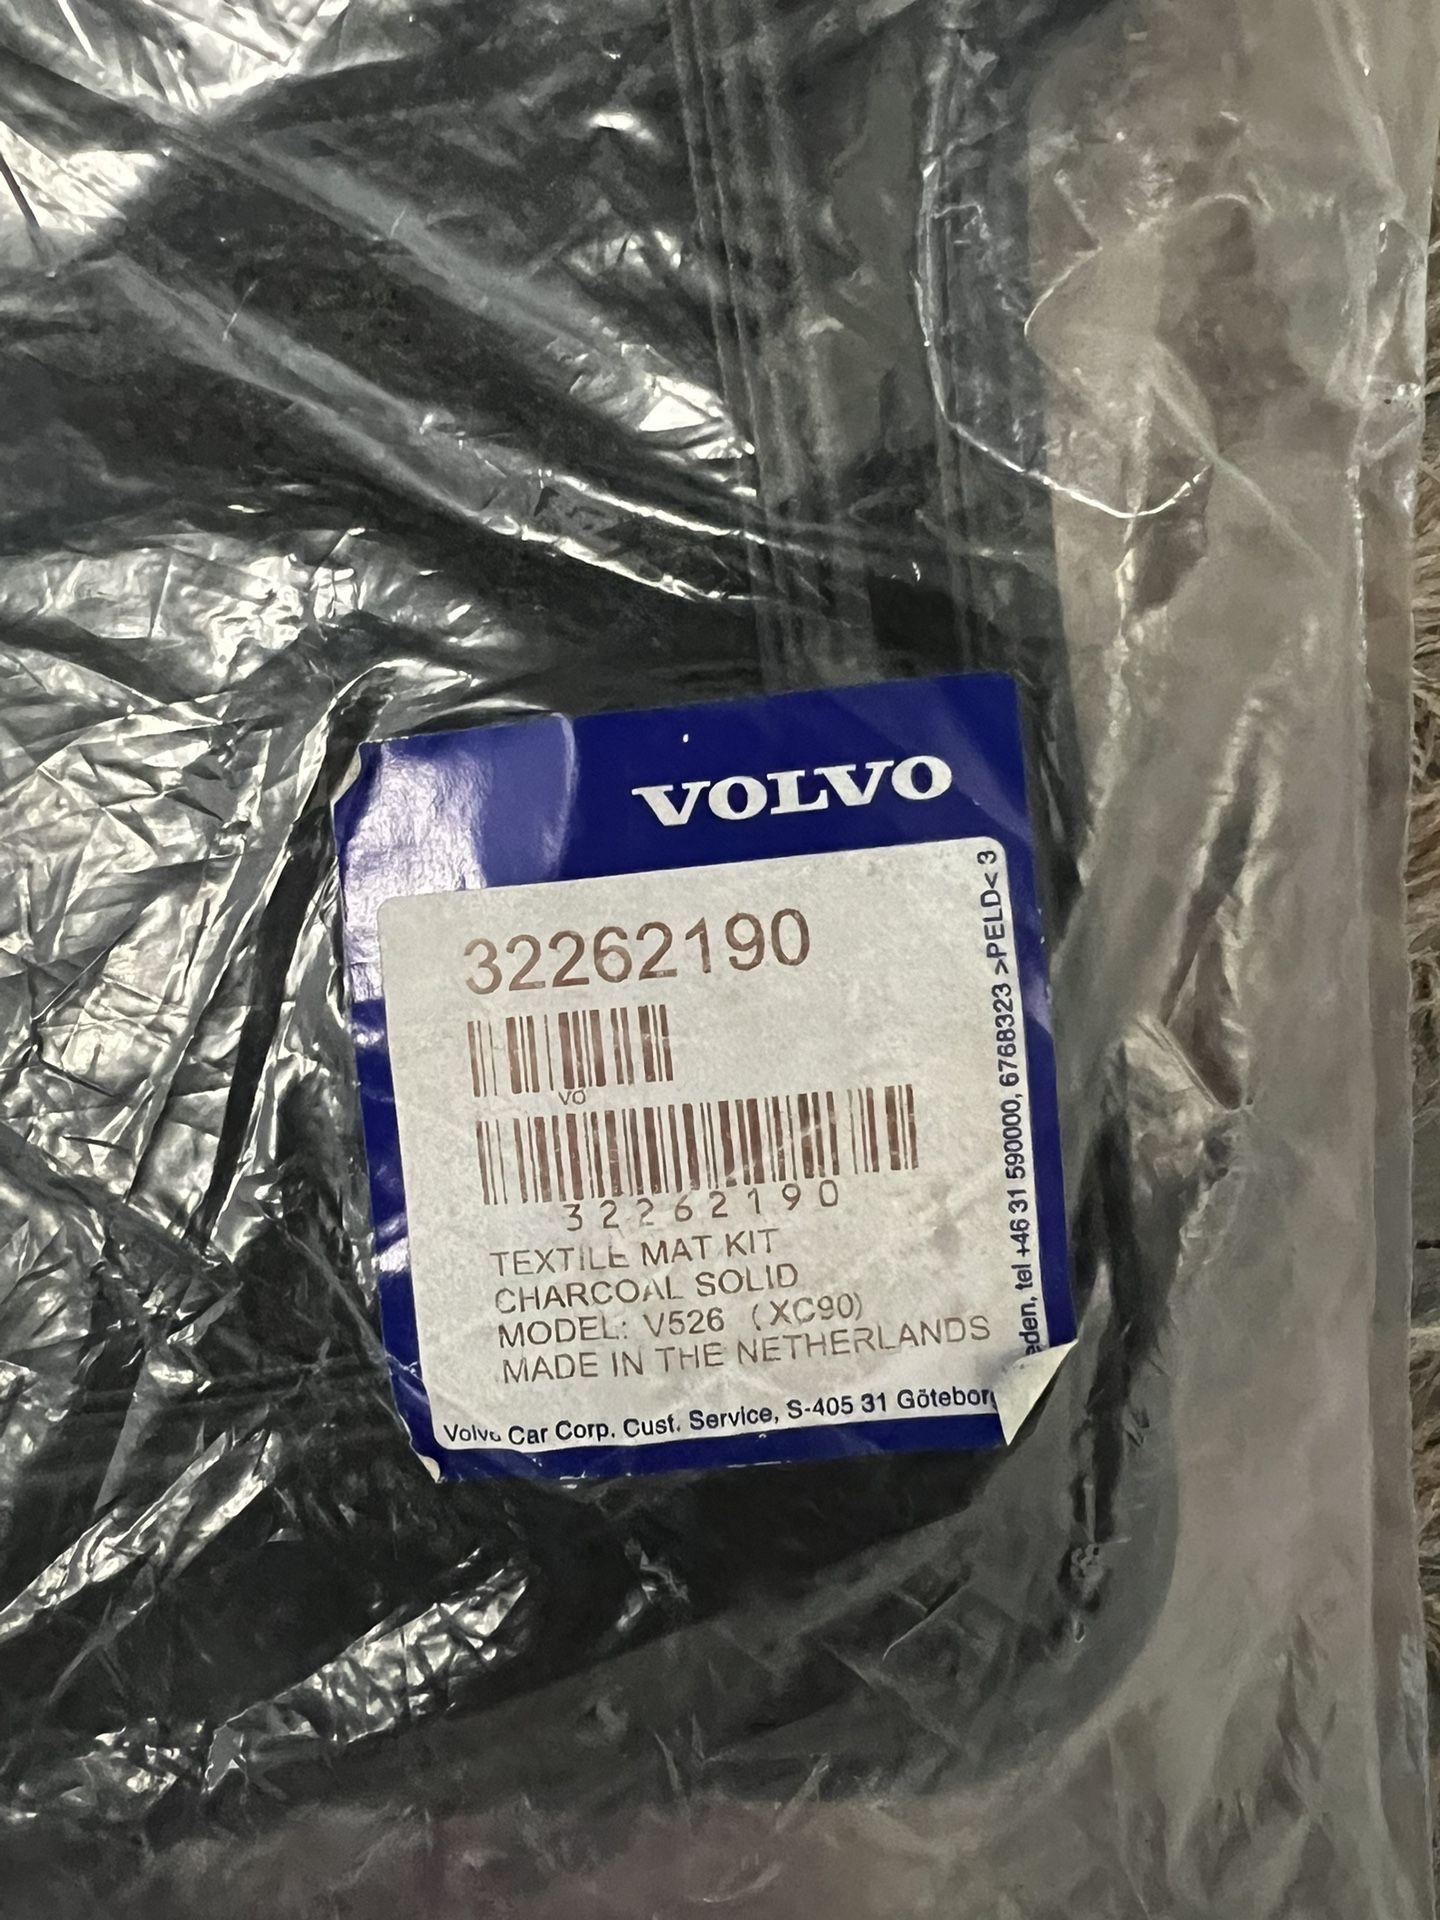 VOLVO
32262190
VO
32262190
TEXTILE MAT KIT
CHARCOAL SOLID
MODEL: V526 (XC90)
MADE IN THE NETHERLANDS
Volvo Car Corp. Cust. Service, S-405 31 Göteborg
eden, tel +46 31 590000, 6768323 >PELD< 3